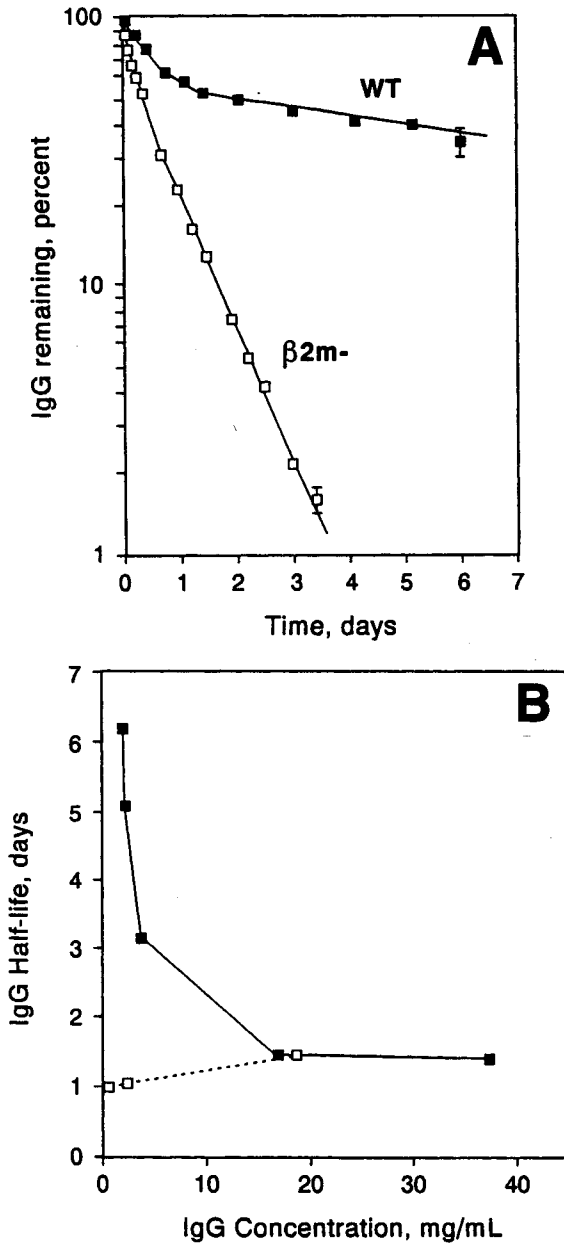 100
A
WT
IgG remaining, percent
10
β2m-
1
0 1 2 3 4 5 6 7
Time, days
7
B
6
5
IgG Half-life, days
4
3
2
1
0
0 10 20 30 40
IgG Concentration, mg/mL